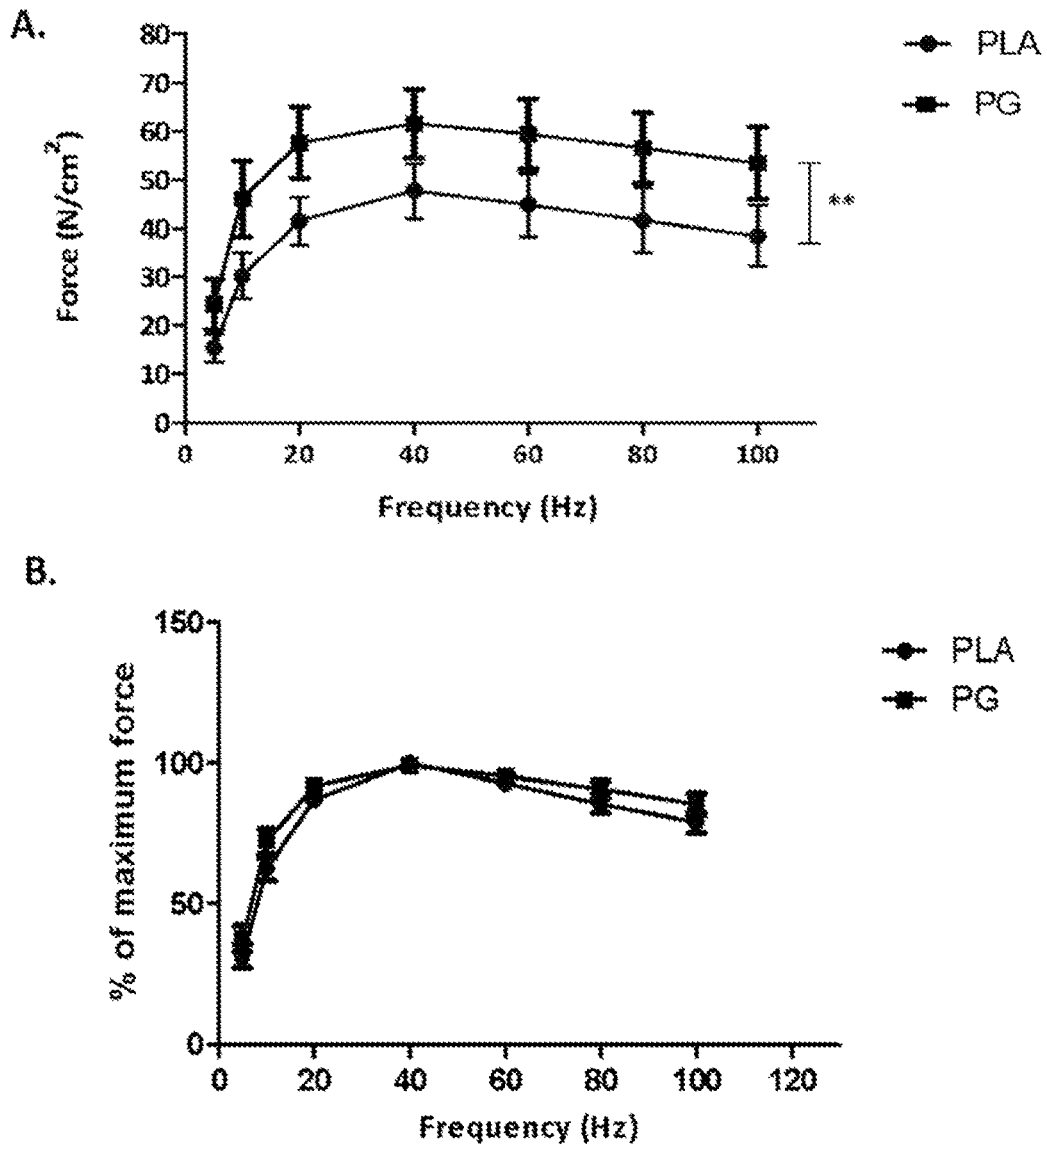 A.
80
70
60
50
40
30
20
10
0
Force (N/cm²)
0 20 40 60 80 100
Frequency (Hz)
PLA
PG
**
B.
150
100
50
0
% of maximum force
0 20 40 60 80 100 120
Frequency (Hz)
PLA
PG